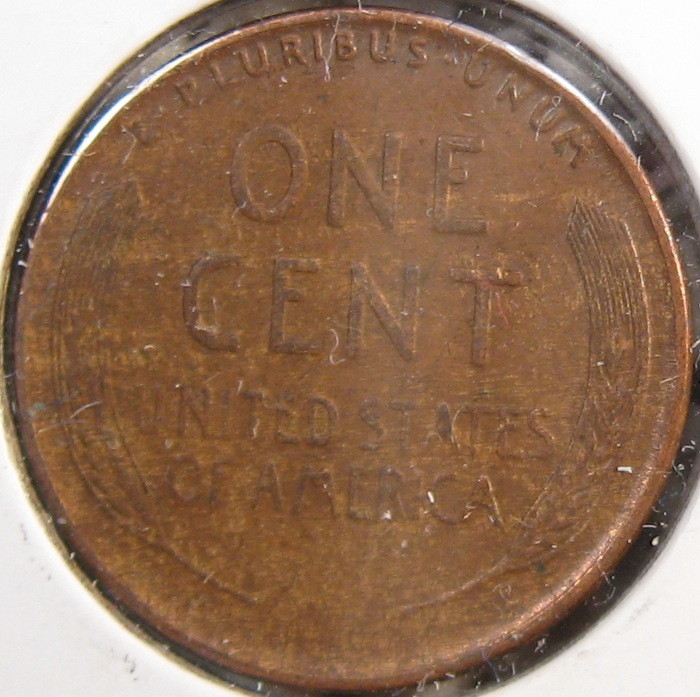 E PLURIBUS UNUM
ONE
CENT
UNITED STATES
OF AMERICA